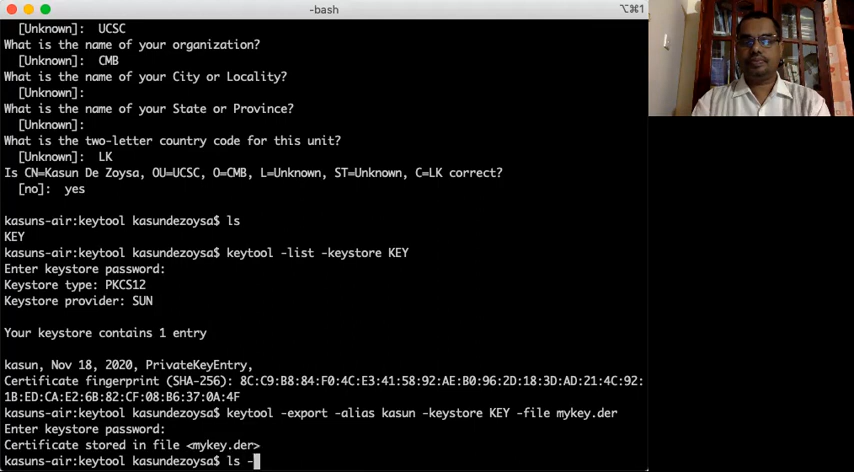 -bash
⌥⌘1
[Unknown]:  UCSC
What is the name of your organization?
[Unknown]:  CMB
What is the name of your City or Locality?
[Unknown]:
What is the name of your State or Province?
[Unknown]:
What is the two-letter country code for this unit?
[Unknown]:  LK
Is CN=Kasun De Zoysa, OU=UCSC, O=CMB, L=Unknown, ST=Unknown, C=LK correct?
[no]:  yes
kasuns-air:keytool kasundezoysa$ ls
KEY
kasuns-air:keytool kasundezoysa$ keytool -list -keystore KEY
Enter keystore password:
Keystore type: PKCS12
Keystore provider: SUN
Your keystore contains 1 entry
kasun, Nov 18, 2020, PrivateKeyEntry,
Certificate fingerprint (SHA-256): 8C:C9:B8:84:F0:4C:E3:41:58:92:AE:B0:96:2D:18:3D:AD:21:4C:92:
1B:ED:CA:E2:6B:82:CF:08:B6:37:0A:4F
kasuns-air:keytool kasundezoysa$ keytool -export -alias kasun -keystore KEY -file mykey.der
Enter keystore password:
Certificate stored in file <mykey.der>
kasuns-air:keytool kasundezoysa$ ls -